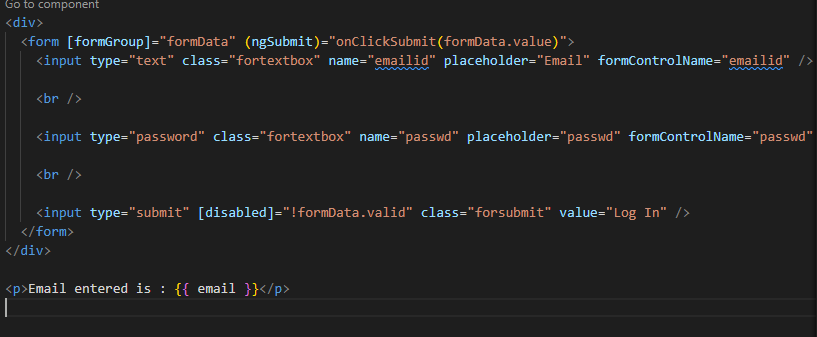 Go to component
<div>
<form [formGroup]="formData" (ngSubmit)="onClickSubmit(formData.value)">
<input type="text" class="fortextbox" name="emailid" placeholder="Email" formControlName="emailid" />
<br />
<input type="password" class="fortextbox" name="passwd" placeholder="passwd" formControlName="passwd"
<br />
<input type="submit" [disabled]="!formData.valid" class="forsubmit" value="Log In" />
</form>
</div>
<p>Email entered is : {{ email }}</p>